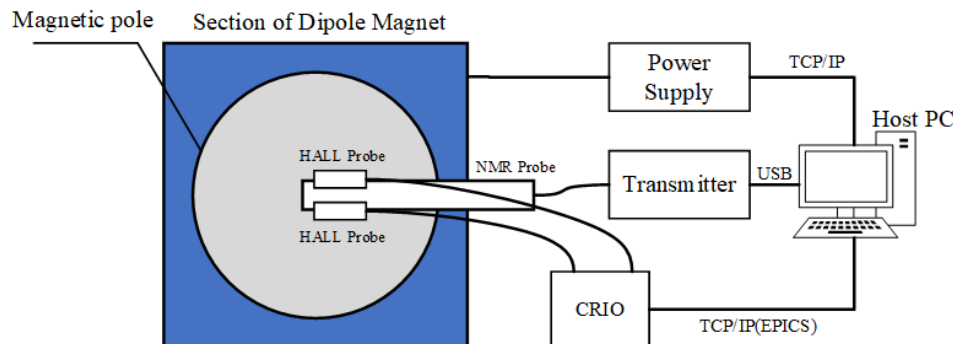 Magnetic pole
Section of Dipole Magnet
Power
Supply
TCP/IP
Host PC
HALL Probe
NMR Probe
Transmitter
USB
HALL Probe
CRIO
TCP/IP(EPICS)